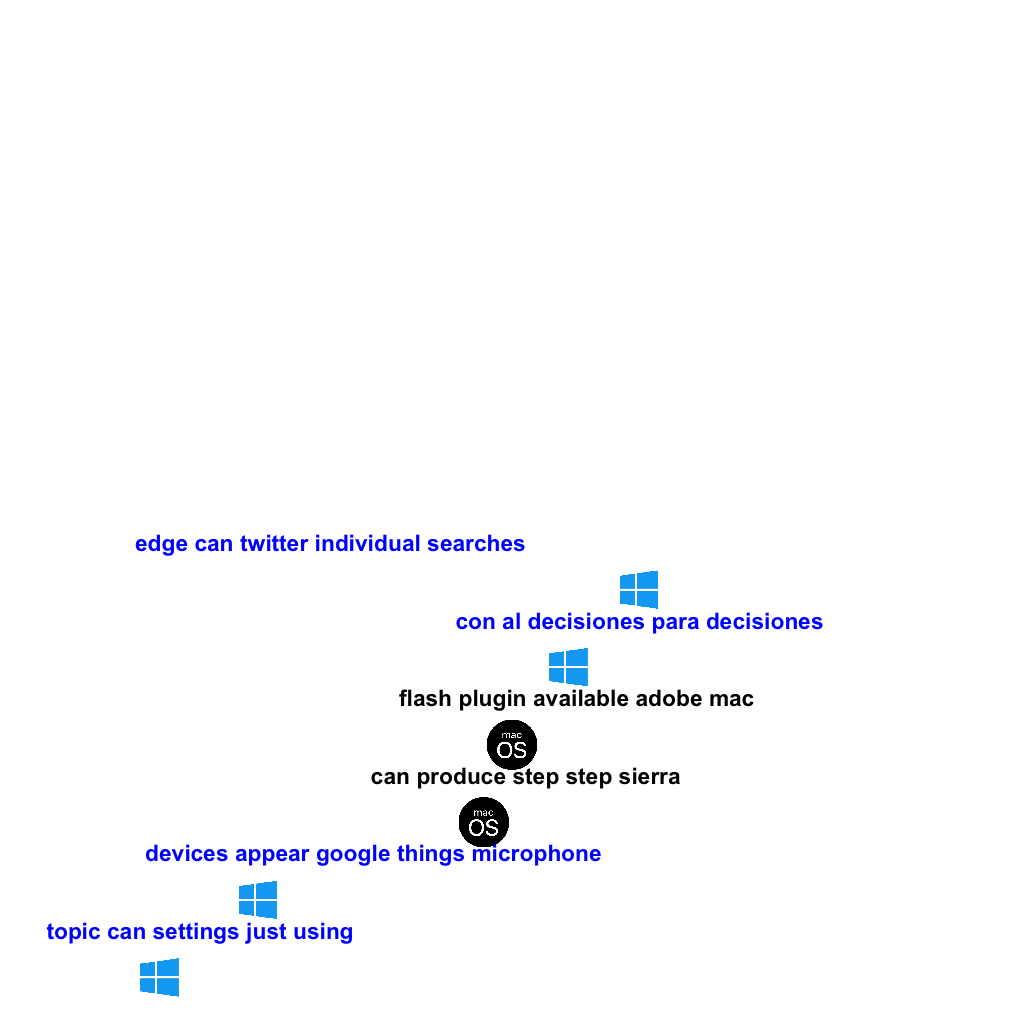 edge can twitter individual searches
con al decisiones para decisiones
flash plugin available adobe mac
mac
OS
can produce step step sierra
mac
OS
devices appear google things microphone
topic can settings just using